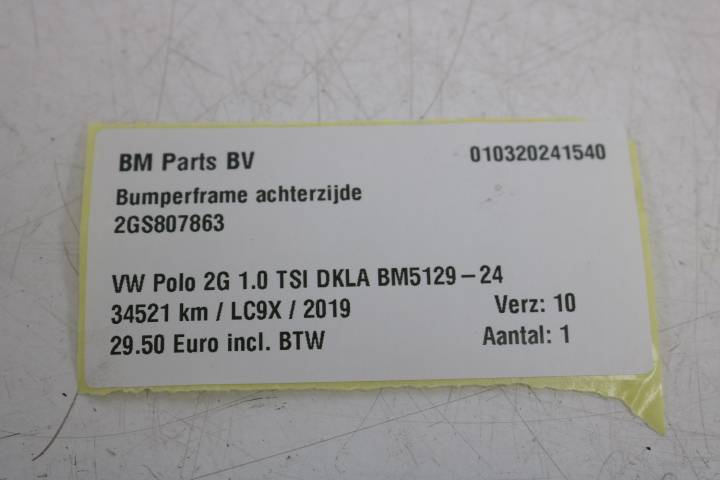 BM Parts BV 010320241540
Bumperframe achterzijde
2GS807863
VW Polo 2G 1.0 TSI DKLA BM5129-24
34521 km / LC9X / 2019 Verz: 10
29.50 Euro incl. BTW Aantal: 1